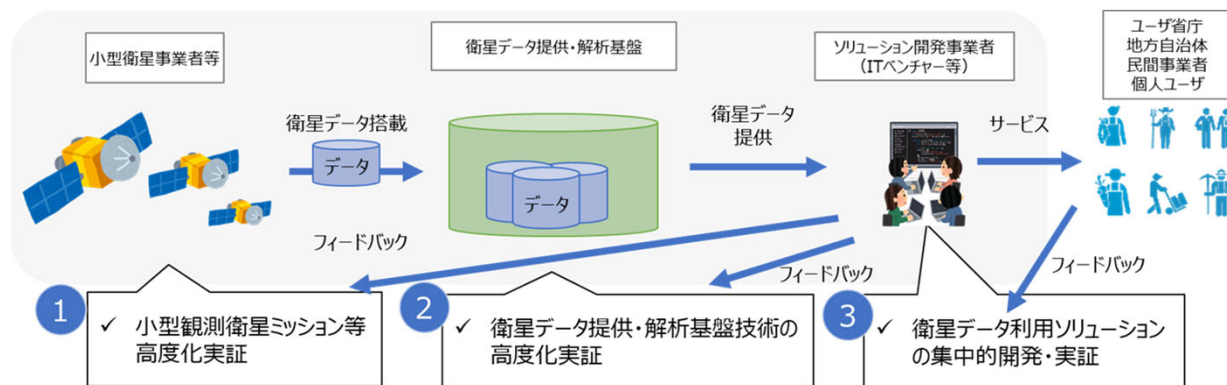 小型衛星事業者等
衛星データ提供・解析基盤
ソリューション開発事業者
（ITベンチャー等）
ユーザ省庁
地方自治体
民間事業者
個人ユーザ
衛星データ搭載
データ
データ
衛星データ
提供
サービス
フィードバック
フィードバック
フィードバック
1
✓ 小型観測衛星ミッション等
高度化実証
2
✓ 衛星データ提供・解析基盤技術の
高度化実証
3
✓ 衛星データ利用ソリューション
の集中的開発・実証